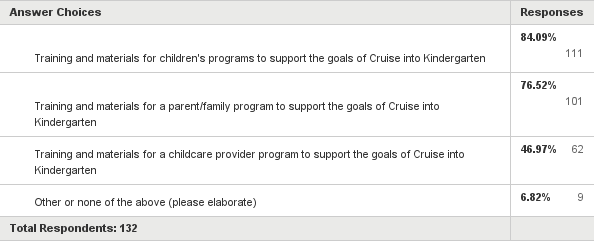 Answer Choices Responses
84.09%
111
Training and materials for children's programs to support the goals of Cruise into Kindergarten
76.52%
101
Training and materials for a parent/family program to support the goals of Cruise into
Kindergarten
Training and materials for a childcare provider program to support the goals of Cruise into
Kindergarten
46.97% 62
Other or none of the above (please elaborate)
6.82% 9
Total Respondents: 132